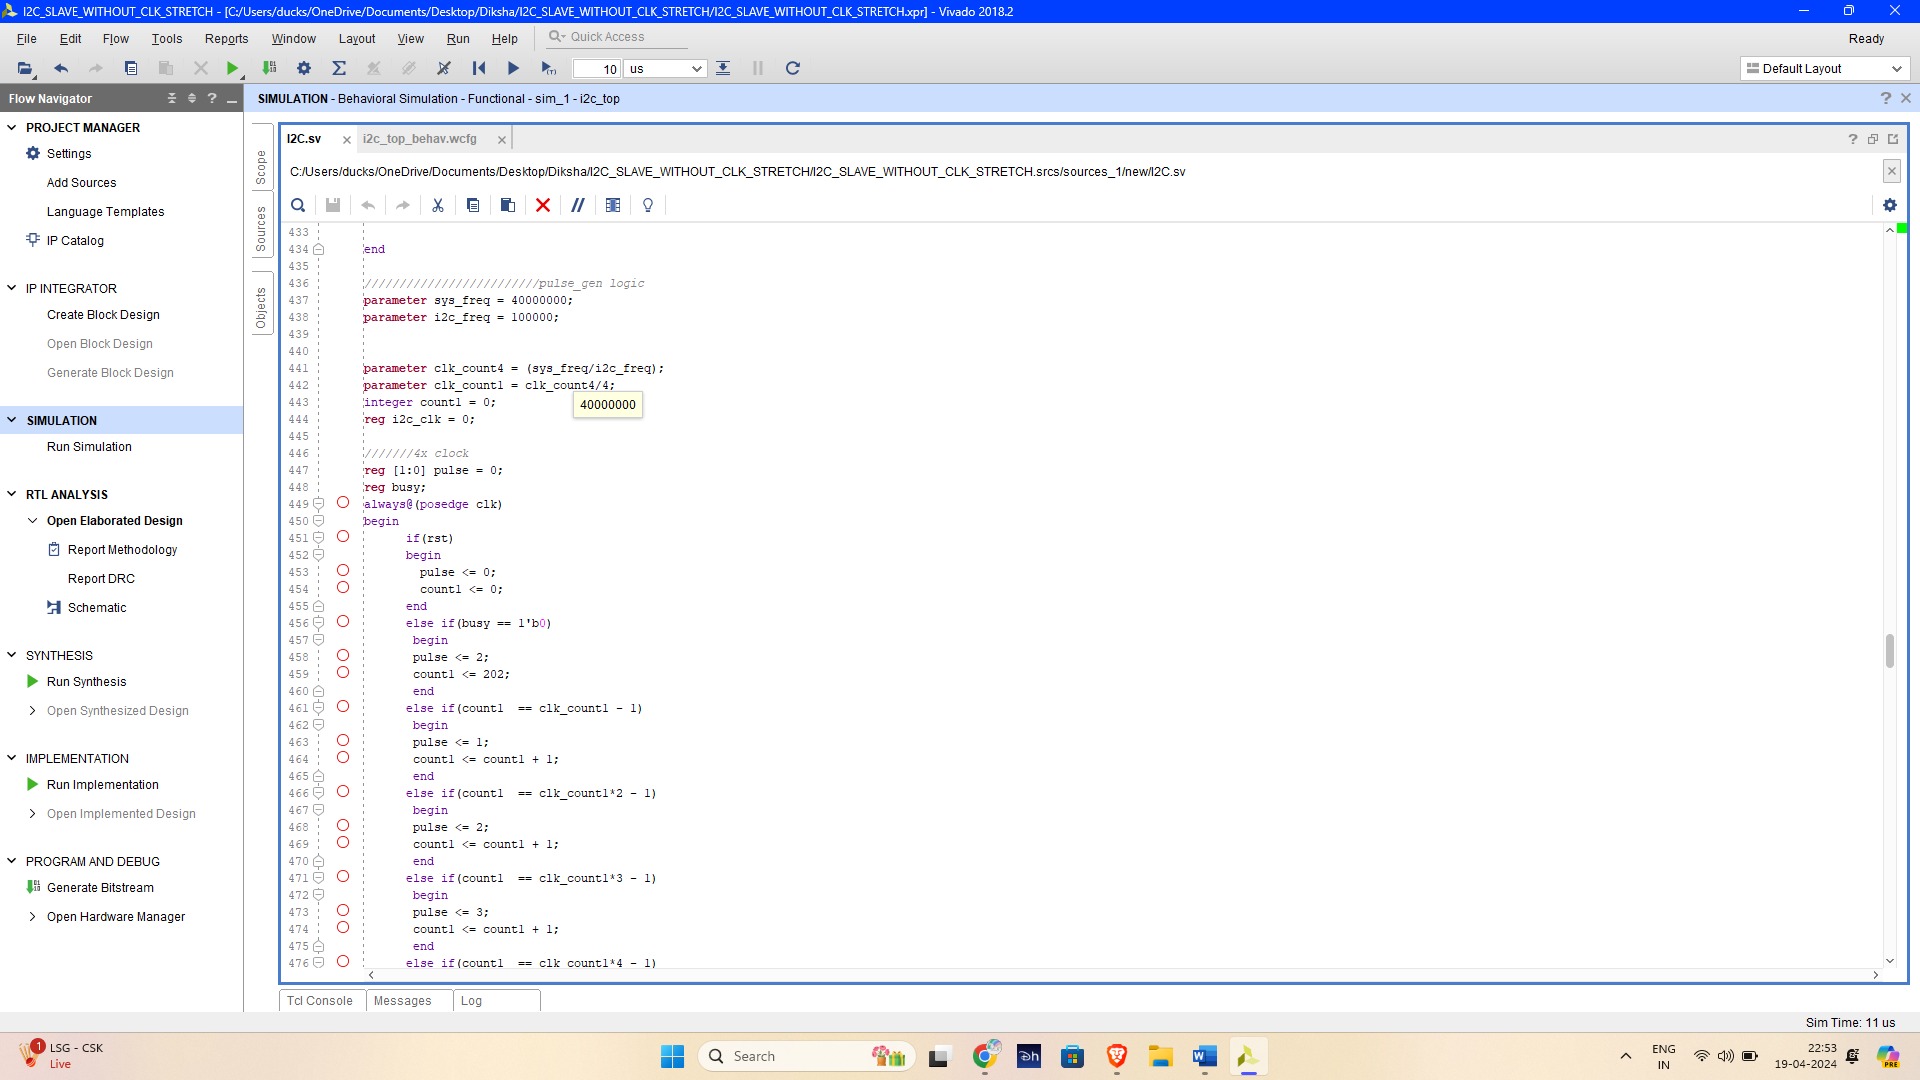 I2C_SLAVE_WITHOUT_CLK_STRETCH - [C:/Users/ducks/OneDrive/Documents/Desktop/Diksha/I2C_SLAVE_WITHOUT_CLK_STRETCH/I2C_SLAVE_WITHOUT_CLK_STRETCH.xpr] - Vivado 2018.2
File Edit Flow Tools Reports Window Layout View Run Help Quick Access Ready
10 us Default Layout
Flow Navigator
SIMULATION - Behavioral Simulation - Functional - sim_1 - i2c_top
PROJECT MANAGER
Settings
Add Sources
Language Templates
IP Catalog
IP INTEGRATOR
Create Block Design
Open Block Design
Generate Block Design
SIMULATION
Run Simulation
RTL ANALYSIS
Open Elaborated Design
Report Methodology
Report DRC
Schematic
SYNTHESIS
Run Synthesis
Open Synthesized Design
IMPLEMENTATION
Run Implementation
Open Implemented Design
PROGRAM AND DEBUG
Generate Bitstream
Open Hardware Manager
Scope
Sources
Objects
I2C.sv i2c_top_behav.wcfg
C:/Users/ducks/OneDrive/Documents/Desktop/Diksha/I2C_SLAVE_WITHOUT_CLK_STRETCH/I2C_SLAVE_WITHOUT_CLK_STRETCH.srcs/sources_1/new/I2C.sv
433
434 end
435
436 /////////////////////////pulse_gen logic
437 parameter sys_freq = 40000000;
438 parameter i2c_freq = 100000;
439
440
441 parameter clk_count4 = (sys_freq/i2c_freq);
442 parameter clk_count1 = clk_count4/4;
443 integer count1 = 0;
40000000
444 reg i2c_clk = 0;
445
446 ///////4x clock
447 reg [1:0] pulse = 0;
448 reg busy;
449 always@(posedge clk)
450 begin
451 if(rst)
452 begin
453 pulse <= 0;
454 count1 <= 0;
455 end
456 else if(busy == 1'b0)
457 begin
458 pulse <= 2;
459 count1 <= 202;
460 end
461 else if(count1 == clk_count1 - 1)
462 begin
463 pulse <= 1;
464 count1 <= count1 + 1;
465 end
466 else if(count1 == clk_count1*2 - 1)
467 begin
468 pulse <= 2;
469 count1 <= count1 + 1;
470 end
471 else if(count1 == clk_count1*3 - 1)
472 begin
473 pulse <= 3;
474 count1 <= count1 + 1;
475 end
476 else if(count1 == clk_count1*4 - 1)
Tcl Console Messages Log
Sim Time: 11 us
1 LSG - CSK
Live
Search
ENG
IN
22:53
19-04-2024
PRE